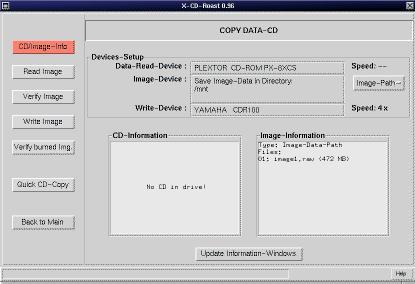 X-CD-Roast 0.96
COPY DATA-CD
CD/Image-Info
Read Image
Verify Image
Write Image
Verify burned Img.
Quick CD-Copy
Back to Main
Devices-Setup
Data-Read-Device : PLEXTOR CD-ROM PX-8XCS Speed: --
Image-Device : Save Image-Data in Directory: Image-Path
/mnt
Write-Device : YAMAHA CDR100 Speed: 4 x
CD-Information
No CD in drive!
Image-Information
Type: Image-Data-Path
Files:
01: image1.raw (472 MB)
Update Information-Windows
Help